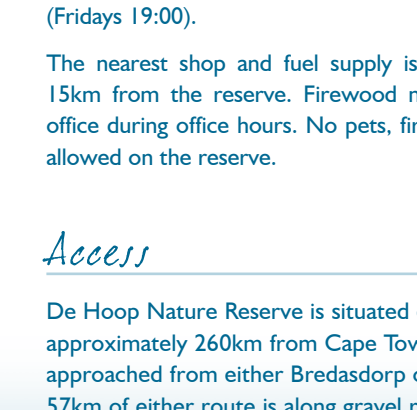 (Fridays 19:00).
The nearest shop and fuel supply is
15km from the reserve. Firewood
office during office hours. No pets,
allowed on the reserve.
Access
De Hoop Nature Reserve is situated
approximately 260km from Cape
approached from either Bredasdorp
57km of either route is along gravel